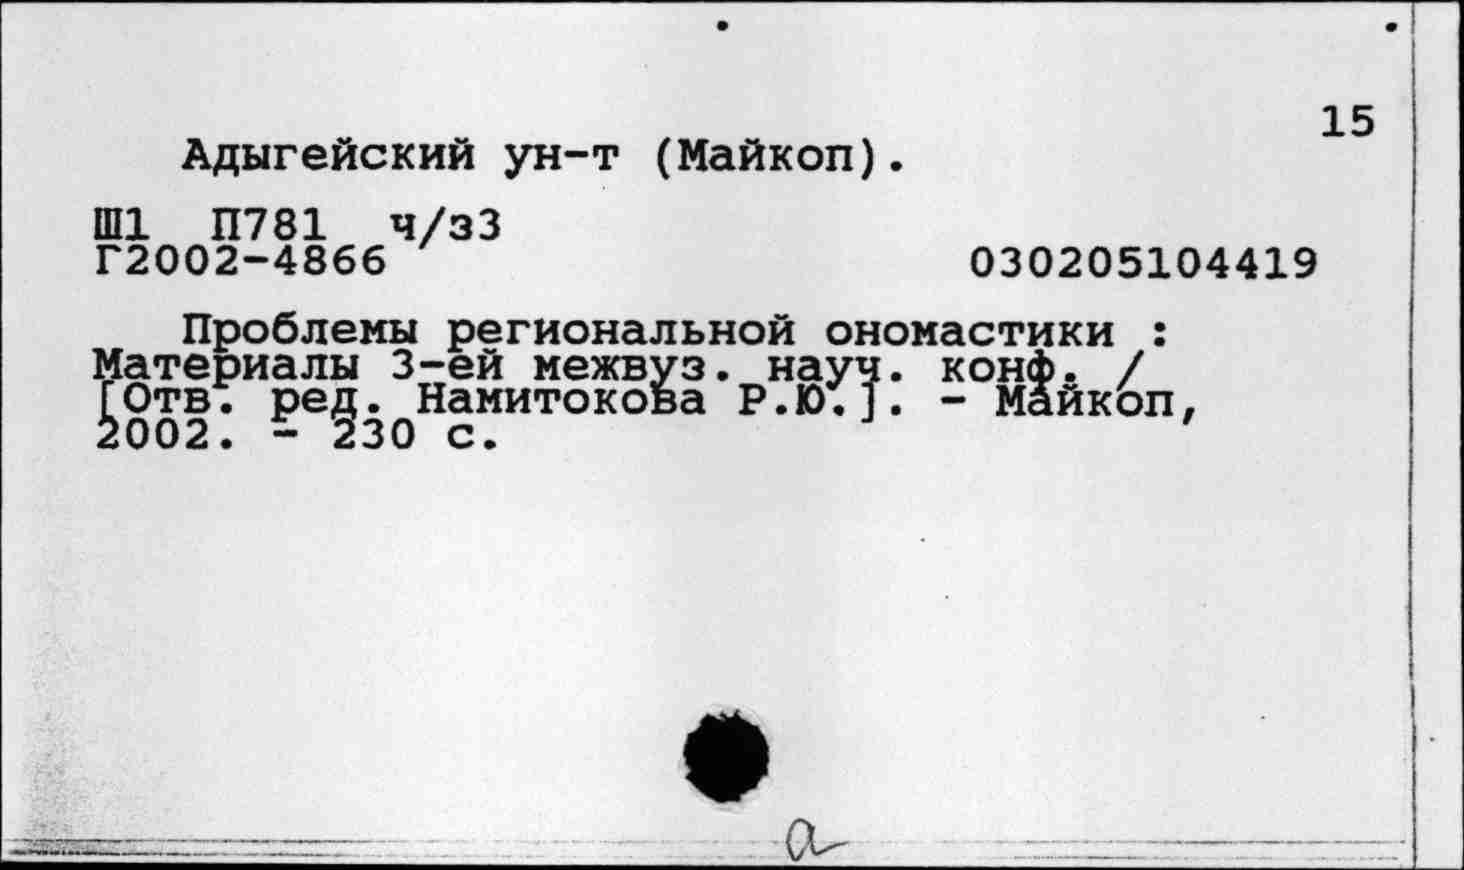 15
Адыгейский ун-т (Майкоп).
Ш1 П781 ч/з3
Г2002-4866 030205104419
Проблемы региональной ономастики :
Материалы 3-ей межвуз. науч. конф. /
[Отв. ред. Намитокова Р.Ю.]. - Майкоп,
2002. - 230 с.
а